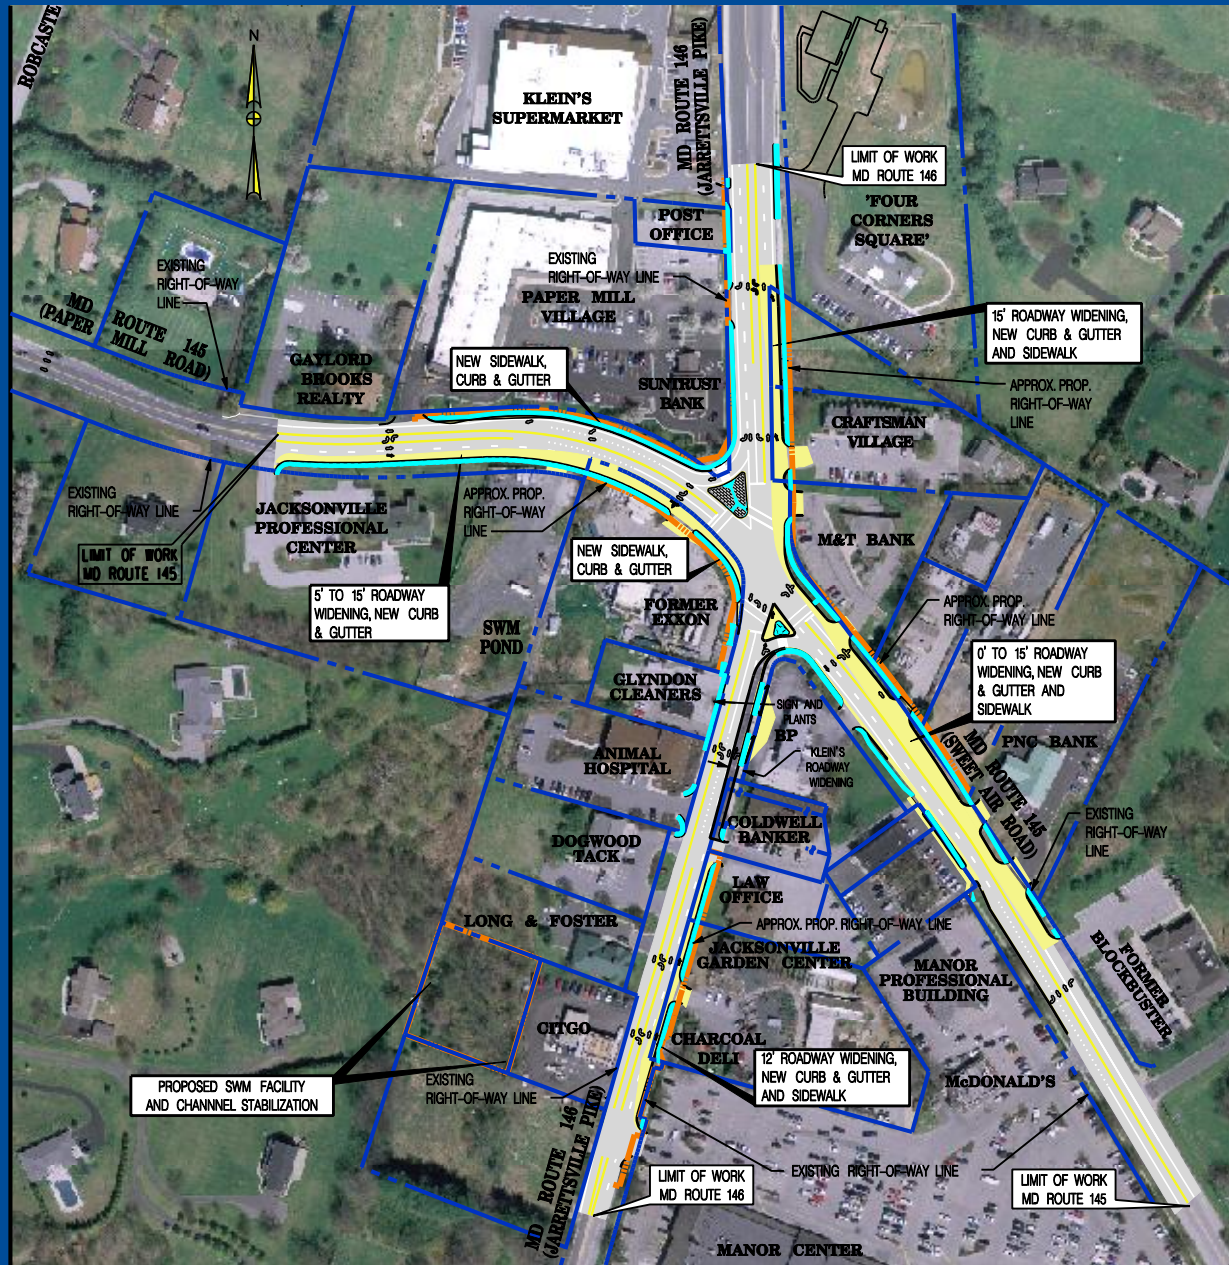 BOBCASTE
N
KLEIN'S
SUPERMARKET
MD ROUTE 146
(JARRETTSVILLE PIKE)
LIMIT OF WORK
MD ROUTE 146
'FOUR
CORNERS
SQUARE'
POST
OFFICE
EXISTING
RIGHT-OF-WAY LINE
PAPER MILL
VILLAGE
EXISTING
RIGHT-OF-WAY
LINE
MD ROUTE 145
(PAPER MILL ROAD)
GAYLORD
BROOKS
REALTY
NEW SIDEWALK,
CURB & GUTTER
SUNTRUST
BANK
15' ROADWAY WIDENING,
NEW CURB & GUTTER
AND SIDEWALK
APPROX. PROP.
RIGHT-OF-WAY
LINE
CRAFTSMAN
VILLAGE
EXISTING
RIGHT-OF-WAY LINE
JACKSONVILLE
PROFESSIONAL
CENTER
APPROX. PROP.
RIGHT-OF-WAY
LINE
LIMIT OF WORK
MD ROUTE 145
NEW SIDEWALK,
CURB & GUTTER
M&T BANK
5' TO 15' ROADWAY
WIDENING, NEW CURB
& GUTTER
FORMER
EXXON
APPROX. PROP.
RIGHT-OF-WAY LINE
SWM
POND
0' TO 15' ROADWAY
WIDENING, NEW CURB
& GUTTER AND
SIDEWALK
GLYNDON
CLEANERS
SIGN AND
PLANTS
BP
KLEIN'S
ROADWAY
WIDENING
ANIMAL
HOSPITAL
MD ROUTE 145
(SWEET AIR ROAD)
PNC BANK
EXISTING
RIGHT-OF-WAY
LINE
COLDWELL
BANKER
DOGWOOD
TACK
LAW
OFFICE
LONG & FOSTER
APPROX. PROP. RIGHT-OF-WAY LINE
JACKSONVILLE
GARDEN CENTER
MANOR
PROFESSIONAL
BUILDING
FORMER
BLOCKBUSTER
CITGO
CHARCOAL
DELI
12' ROADWAY WIDENING,
NEW CURB & GUTTER
AND SIDEWALK
McDONALD'S
PROPOSED SWM FACILITY
AND CHANNNEL STABILIZATION
EXISTING
RIGHT-OF-WAY LINE
MD ROUTE 146
(JARRETTSVILLE PIKE)
LIMIT OF WORK
MD ROUTE 146
EXISTING RIGHT-OF-WAY LINE
LIMIT OF WORK
MD ROUTE 145
MANOR CENTER